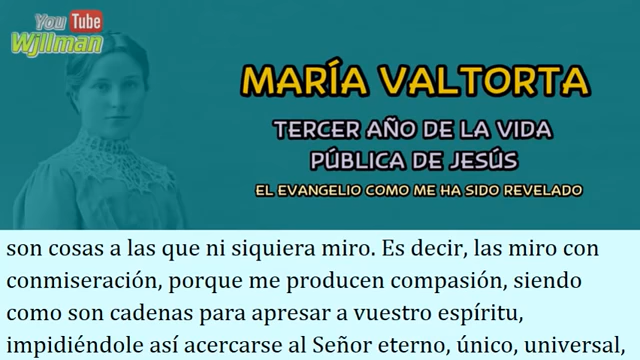 You Tube
Wjllman
MARÍA VALTORTA
TERCER AÑO DE LA VIDA
PÚBLICA DE JESÚS
EL EVANGELIO COMO ME HA SIDO REVELADO
son cosas a las que ni siquiera miro. Es decir, las miro con
conmiseración, porque me producen compasión, siendo
como son cadenas para apresar a vuestro espíritu,
impidiéndole así acercarse al Señor eterno, único, universal,